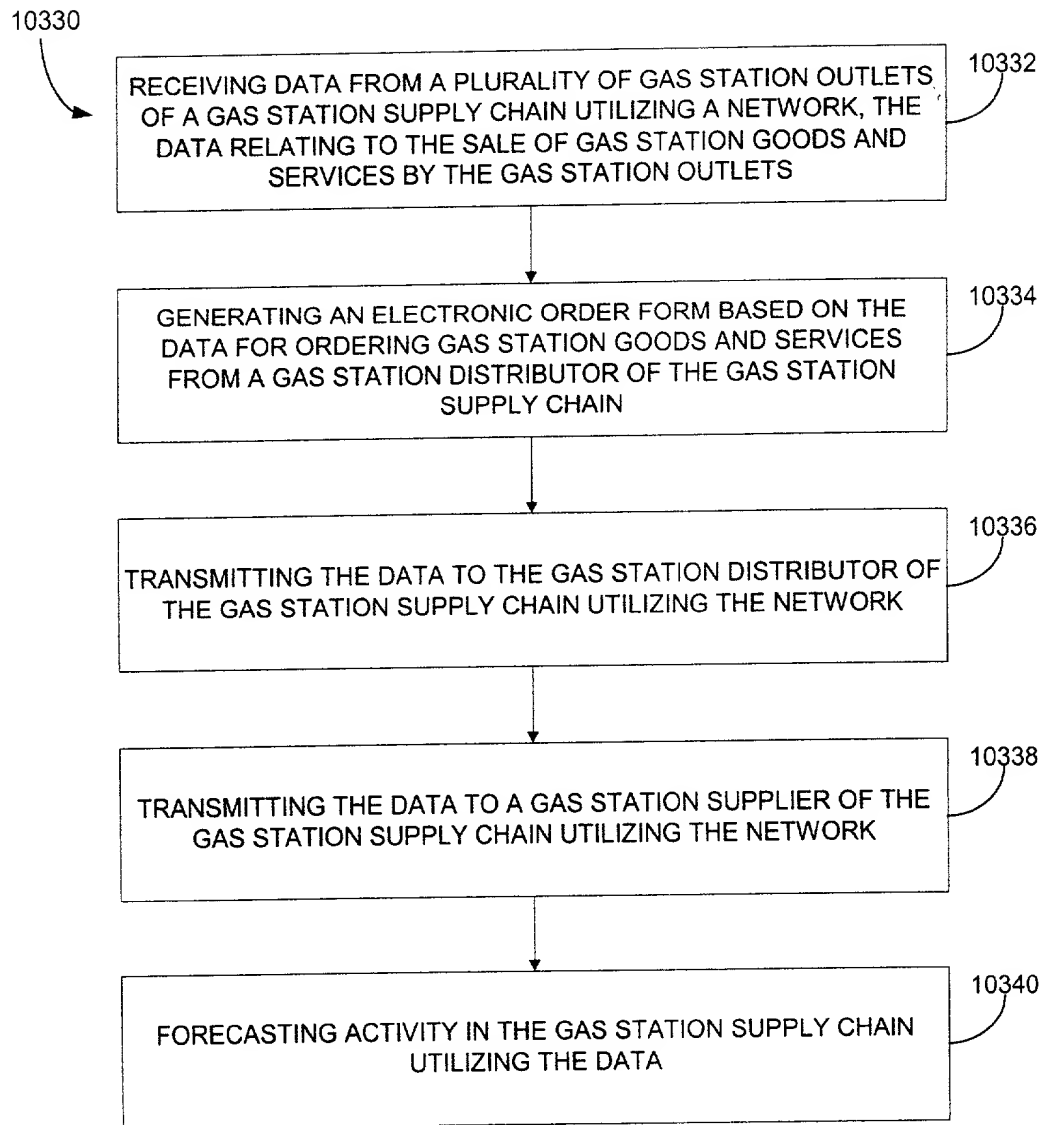 10330
10332
RECEIVING DATA FROM A PLURALITY OF GAS STATION OUTLETS
OF A GAS STATION SUPPLY CHAIN UTILIZING A NETWORK, THE
DATA RELATING TO THE SALE OF GAS STATION GOODS AND
SERVICES BY THE GAS STATION OUTLETS
10334
GENERATING AN ELECTRONIC ORDER FORM BASED ON THE
DATA FOR ORDERING GAS STATION GOODS AND SERVICES
FROM A GAS STATION DISTRIBUTOR OF THE GAS STATION
SUPPLY CHAIN
10336
TRANSMITTING THE DATA TO THE GAS STATION DISTRIBUTOR OF
THE GAS STATION SUPPLY CHAIN UTILIZING THE NETWORK
10338
TRANSMITTING THE DATA TO A GAS STATION SUPPLIER OF THE
GAS STATION SUPPLY CHAIN UTILIZING THE NETWORK
10340
FORECASTING ACTIVITY IN THE GAS STATION SUPPLY CHAIN
UTILIZING THE DATA